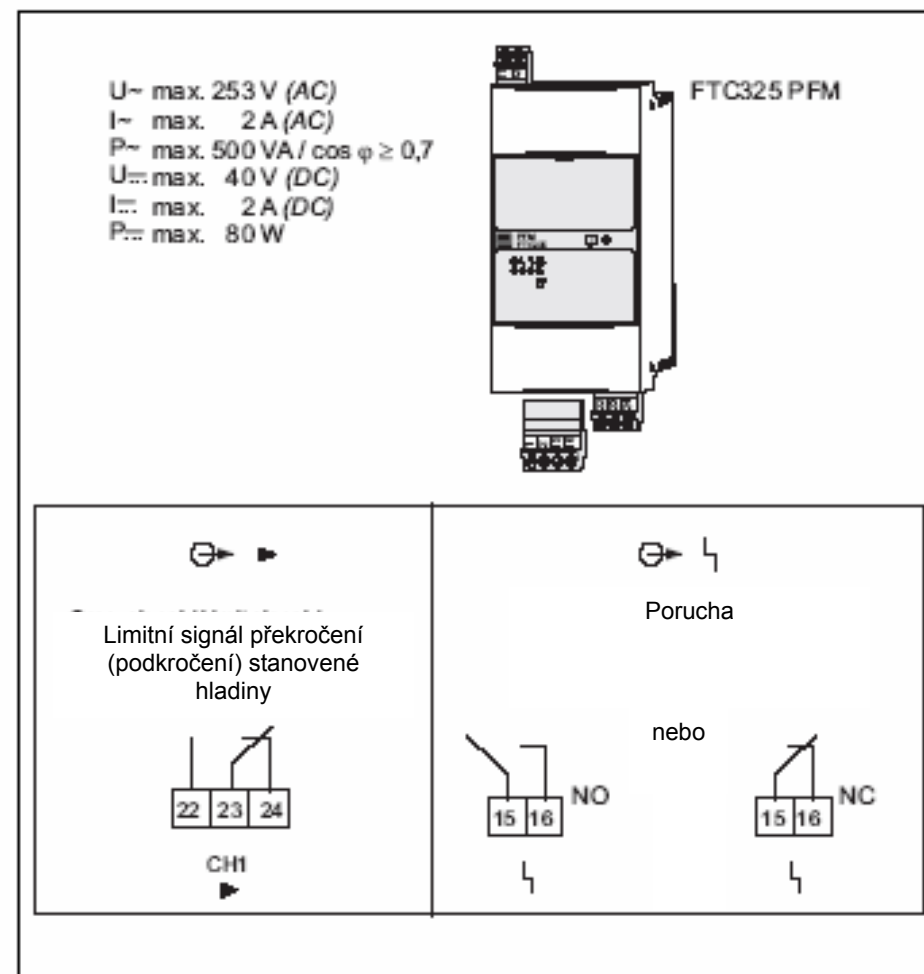 U~ max. 253 V (AC)
I~ max. 2 A (AC)
P~ max. 500 VA / cos φ ≥ 0,7
U⎓ max. 40 V (DC)
I⎓ max. 2 A (DC)
P⎓ max. 80 W
FTC325 PFM
Limitní signál překročení
(podkročení) stanovené
hladiny
22 23 24
CH1
Porucha
nebo
15 16 NO
15 16 NC